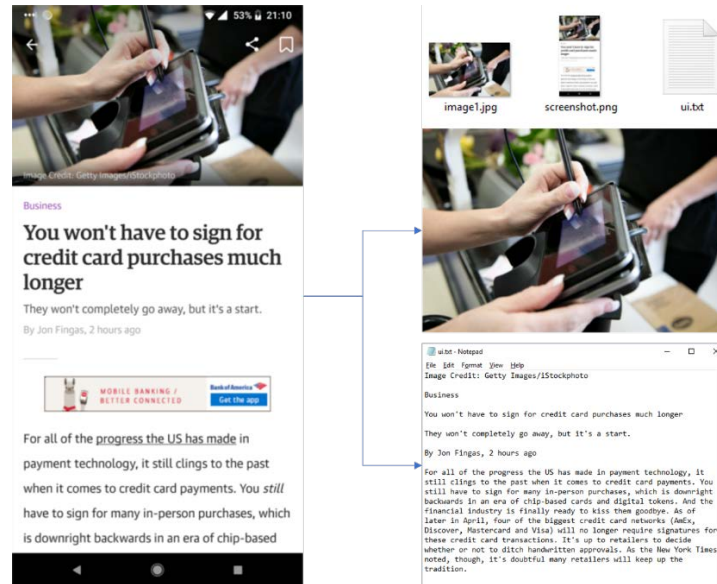 53% 21:10
Image Credit: Getty Images/iStockphoto
Business
You won't have to sign for
credit card purchases much
longer
They won't completely go away, but it's a start.
By Jon Fingas, 2 hours ago
MOBILE BANKING /
BETTER CONNECTED
Bank of America
Get the app
For all of the progress the US has made in
payment technology, it still clings to the past
when it comes to credit card payments. You still
have to sign for many in-person purchases, which
is downright backwards in an era of chip-based
image1.jpg
screenshot.png
ui.txt
ui.txt - Notepad
File Edit Format View Help
Image Credit: Getty Images/iStockphoto
Business
You won't have to sign for credit card purchases much longer
They won't completely go away, but it's a start.
By Jon Fingas, 2 hours ago
For all of the progress the US has made in payment technology, it
still clings to the past when it comes to credit card payments. You
still have to sign for many in-person purchases, which is downright
backwards in an era of chip-based cards and digital tokens. And the
financial industry is finally ready to kiss them goodbye. As of
later in April, four of the biggest credit card networks (AmEx,
Discover, Mastercard and Visa) will no longer require signatures for
these credit card transactions. It's up to retailers to decide
whether or not to ditch handwritten approvals. As the New York Times
noted, though, it's doubtful many retailers will keep up the
tradition.